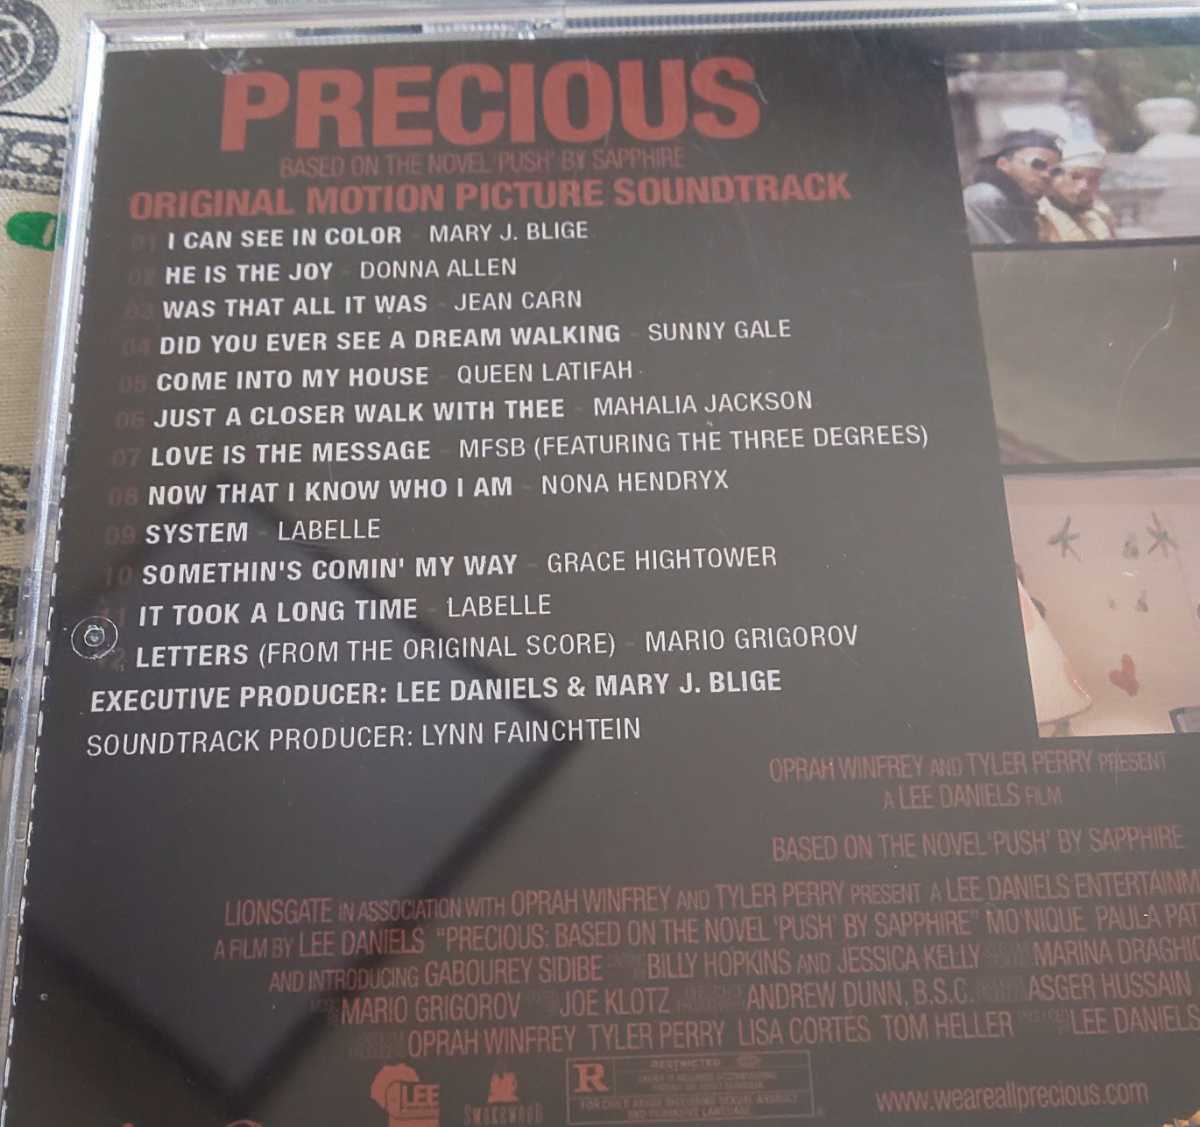 PRECIOUS
BASED ON THE NOVEL 'PUSH' BY SAPPHIRE
ORIGINAL MOTION PICTURE SOUNDTRACK
01 I CAN SEE IN COLOR - MARY J. BLIGE
02 HE IS THE JOY - DONNA ALLEN
03 WAS THAT ALL IT WAS - JEAN CARN
04 DID YOU EVER SEE A DREAM WALKING - SUNNY GALE
05 COME INTO MY HOUSE - QUEEN LATIFAH
06 JUST A CLOSER WALK WITH THEE - MAHALIA JACKSON
07 LOVE IS THE MESSAGE - MFSB (FEATURING THE THREE DEGREES)
08 NOW THAT I KNOW WHO I AM - NONA HENDRYX
09 SYSTEM - LABELLE
10 SOMETHIN'S COMIN' MY WAY - GRACE HIGHTOWER
11 IT TOOK A LONG TIME - LABELLE
12 LETTERS (FROM THE ORIGINAL SCORE) - MARIO GRIGOROV
EXECUTIVE PRODUCER: LEE DANIELS & MARY J. BLIGE
SOUNDTRACK PRODUCER: LYNN FAINCHTEIN
OPRAH WINFREY AND TYLER PERRY PRESENT
A LEE DANIELS FILM
BASED ON THE NOVEL 'PUSH' BY SAPPHIRE
LIONSGATE IN ASSOCIATION WITH OPRAH WINFREY AND TYLER PERRY PRESENT A LEE DANIELS ENTERTAINM
A FILM BY LEE DANIELS "PRECIOUS: BASED ON THE NOVEL 'PUSH' BY SAPPHIRE" MO'NIQUE PAULA PAT
AND INTRODUCING GABOUREY SIDIBE BILLY HOPKINS AND JESSICA KELLY MARINA DRAGHI
MARIO GRIGOROV JOE KLOTZ ANDREW DUNN, B.S.C. ASGER HUSSAIN
OPRAH WINFREY TYLER PERRY LISA CORTÉS TOM HELLER LEE DANIELS
LEE
SMOKEWOOD
R
RESTRICTED
www.weareallprecious.com